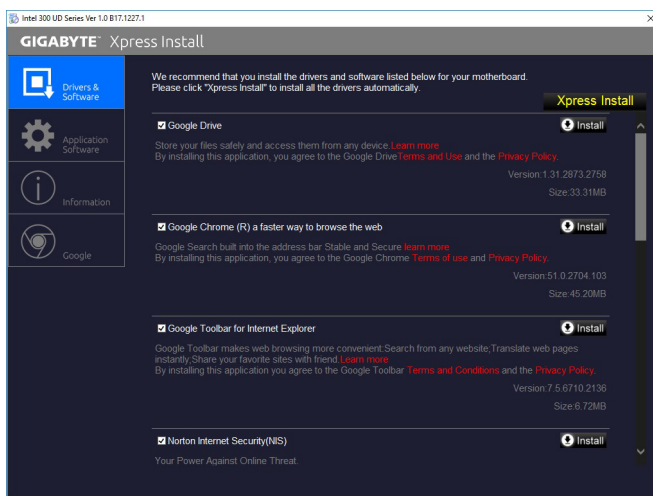 Intel 300 UD Series Ver 1.0 B17.1227.1
GIGABYTE™ Xpress Install
Drivers &
Software
Application
Software
Information
Google
We recommend that you install the drivers and software listed below for your motherboard.
Please click "Xpress Install" to install all the drivers automatically.
Xpress Install
Google Drive
Install
Store your files safely and access them from any device.Learn more
By installing this application, you agree to the Google DriveTerms and Use and the Privacy Policy.
Version:1.31.2873.2758
Size:33.31MB
Google Chrome (R) a faster way to browse the web
Install
Google Search built into the address bar Stable and Secure learn more
By installing this application, you agree to the Google Chrome Terms of use and Privacy Policy.
Version:51.0.2704.103
Size:45.20MB
Google Toolbar for Internet Explorer
Install
Google Toolbar makes web browsing more convenient:Search from any website;Translate web pages
instantly;Share your favorite sites with friend.Learn more
By installing this application you agree to the Google Toolbar Terms and Conditions and the Privacy Policy.
Version:7.5.6710.2136
Size:6.72MB
Norton Internet Security(NIS)
Install
Your Power Against Online Threat.